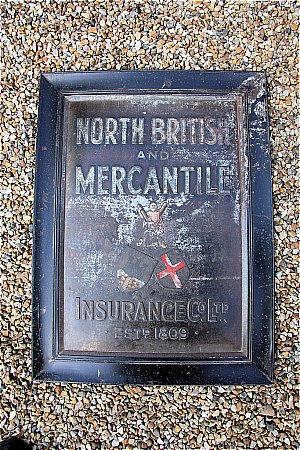 NORTH BRITISH
AND
MERCANTILE
INSURANCE CO LTD
ESTD 1809